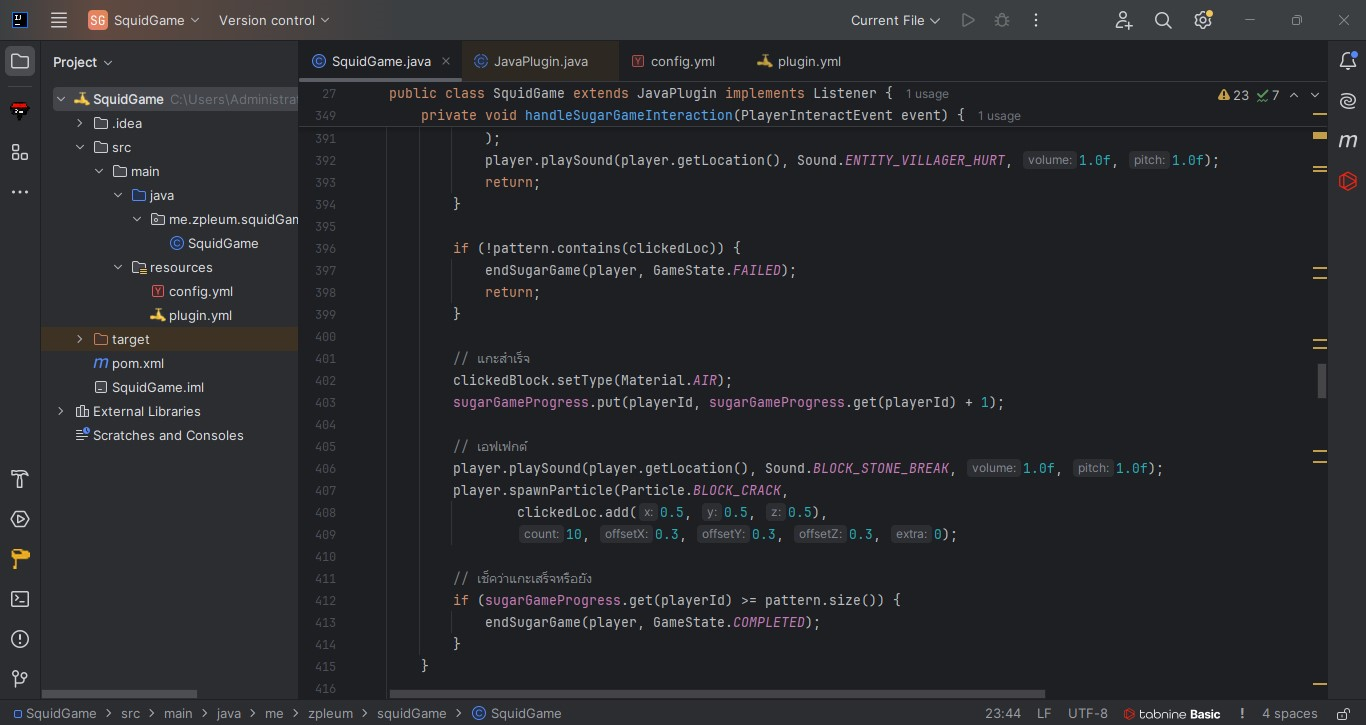 SG SquidGame Version control Current File
Project
SquidGame C:\Users\Administra
.idea
src
main
java
me.zpleum.squidGam
SquidGame
resources
config.yml
plugin.yml
target
pom.xml
SquidGame.iml
External Libraries
Scratches and Consoles
SquidGame.java JavaPlugin.java config.yml plugin.yml
27 public class SquidGame extends JavaPlugin implements Listener { 1 usage 23 7
349 private void handleSugarGameInteraction(PlayerInteractEvent event) { 1 usage
391 );
392 player.playSound(player.getLocation(), Sound.ENTITY_VILLAGER_HURT, volume: 1.0f, pitch: 1.0f);
393 return;
394 }
395
396 if (!pattern.contains(clickedLoc)) {
397 endSugarGame(player, GameState.FAILED);
398 return;
399 }
400
401 // แกะสำเร็จ
402 clickedBlock.setType(Material.AIR);
403 sugarGameProgress.put(playerId, sugarGameProgress.get(playerId) + 1);
404
405 // เอฟเฟกต์
406 player.playSound(player.getLocation(), Sound.BLOCK_STONE_BREAK, volume: 1.0f, pitch: 1.0f);
407 player.spawnParticle(Particle.BLOCK_CRACK,
408 clickedLoc.add( x: 0.5, y: 0.5, z: 0.5),
409 count: 10, offsetX: 0.3, offsetY: 0.3, offsetZ: 0.3, extra: 0);
410
411 // เช็คว่าแกะเสร็จหรือยัง
412 if (sugarGameProgress.get(playerId) >= pattern.size()) {
413 endSugarGame(player, GameState.COMPLETED);
414 }
415 }
416
SquidGame > src > main > java > me > zpleum > squidGame > SquidGame 23:44 LF UTF-8 tabnine Basic 4 spaces